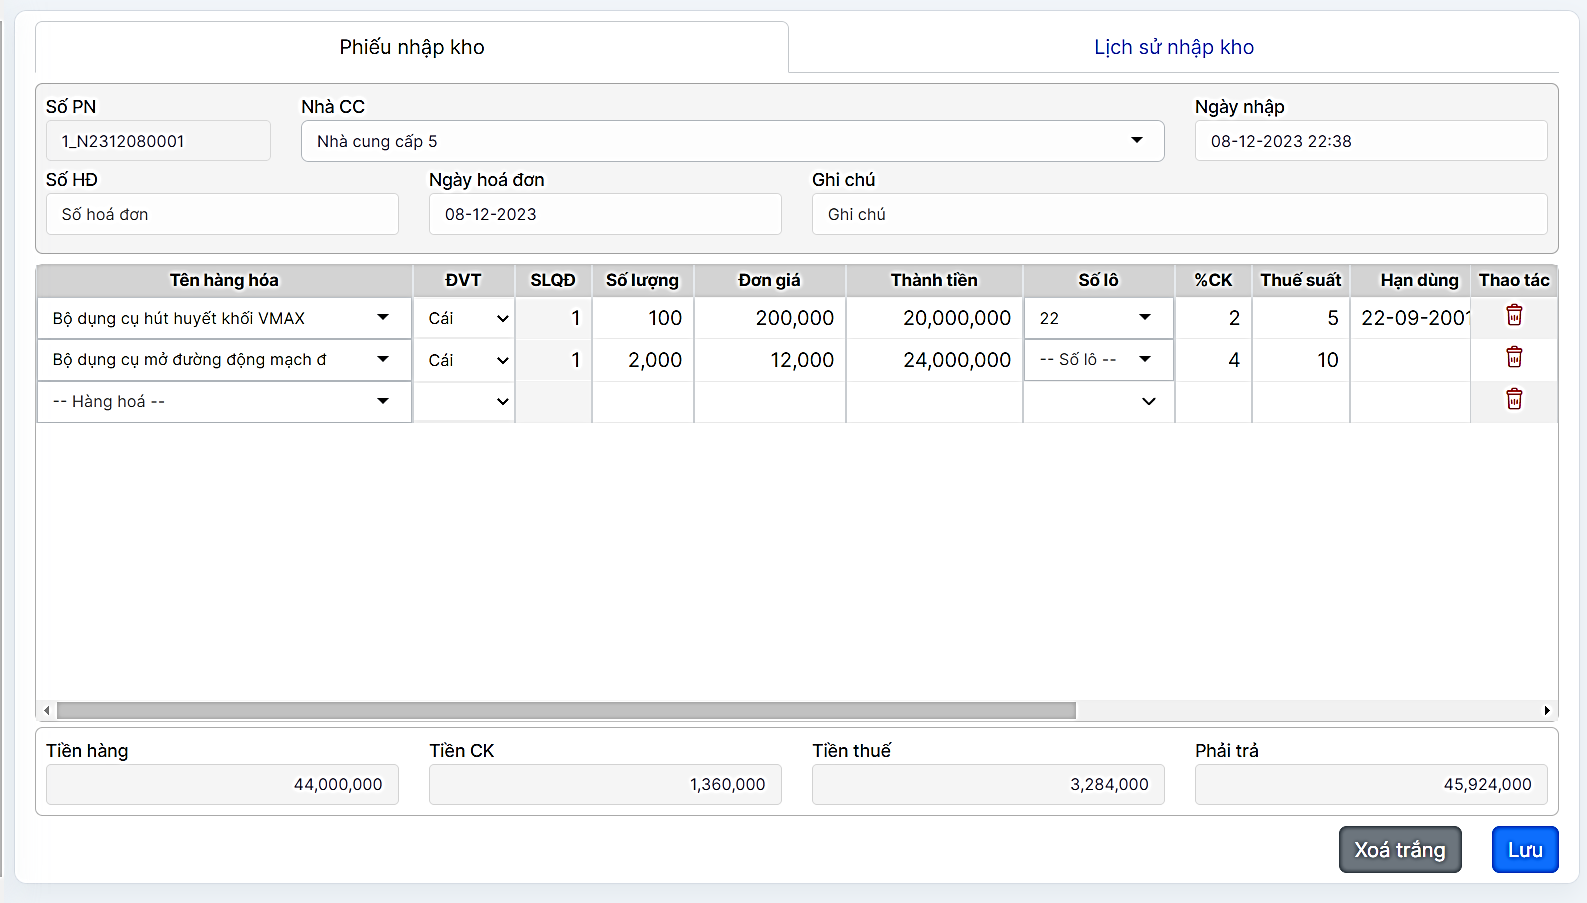 Phiếu nhập kho
Lịch sử nhập kho
Số PN
Nhà CC
Ngày nhập
1_N2312080001
Nhà cung cấp 5
08-12-2023 22:38
Số HĐ
Ngày hoá đơn
Ghi chú
Số hoá đơn
08-12-2023
Ghi chú
Tên hàng hóa ĐVT SLQĐ Số lượng Đơn giá Thành tiền Số lô %CK Thuế suất Hạn dùng Thao tác
Bộ dụng cụ hút huyết khối VMAX Cái 1 100 200,000 20,000,000 22 2 5 22-09-2001
Bộ dụng cụ mở đường động mạch đ Cái 1 2,000 12,000 24,000,000 -- Số lô -- 4 10
-- Hàng hoá --
Tiền hàng
Tiền CK
Tiền thuế
Phải trả
44,000,000
1,360,000
3,284,000
45,924,000
Xoá trắng
Lưu